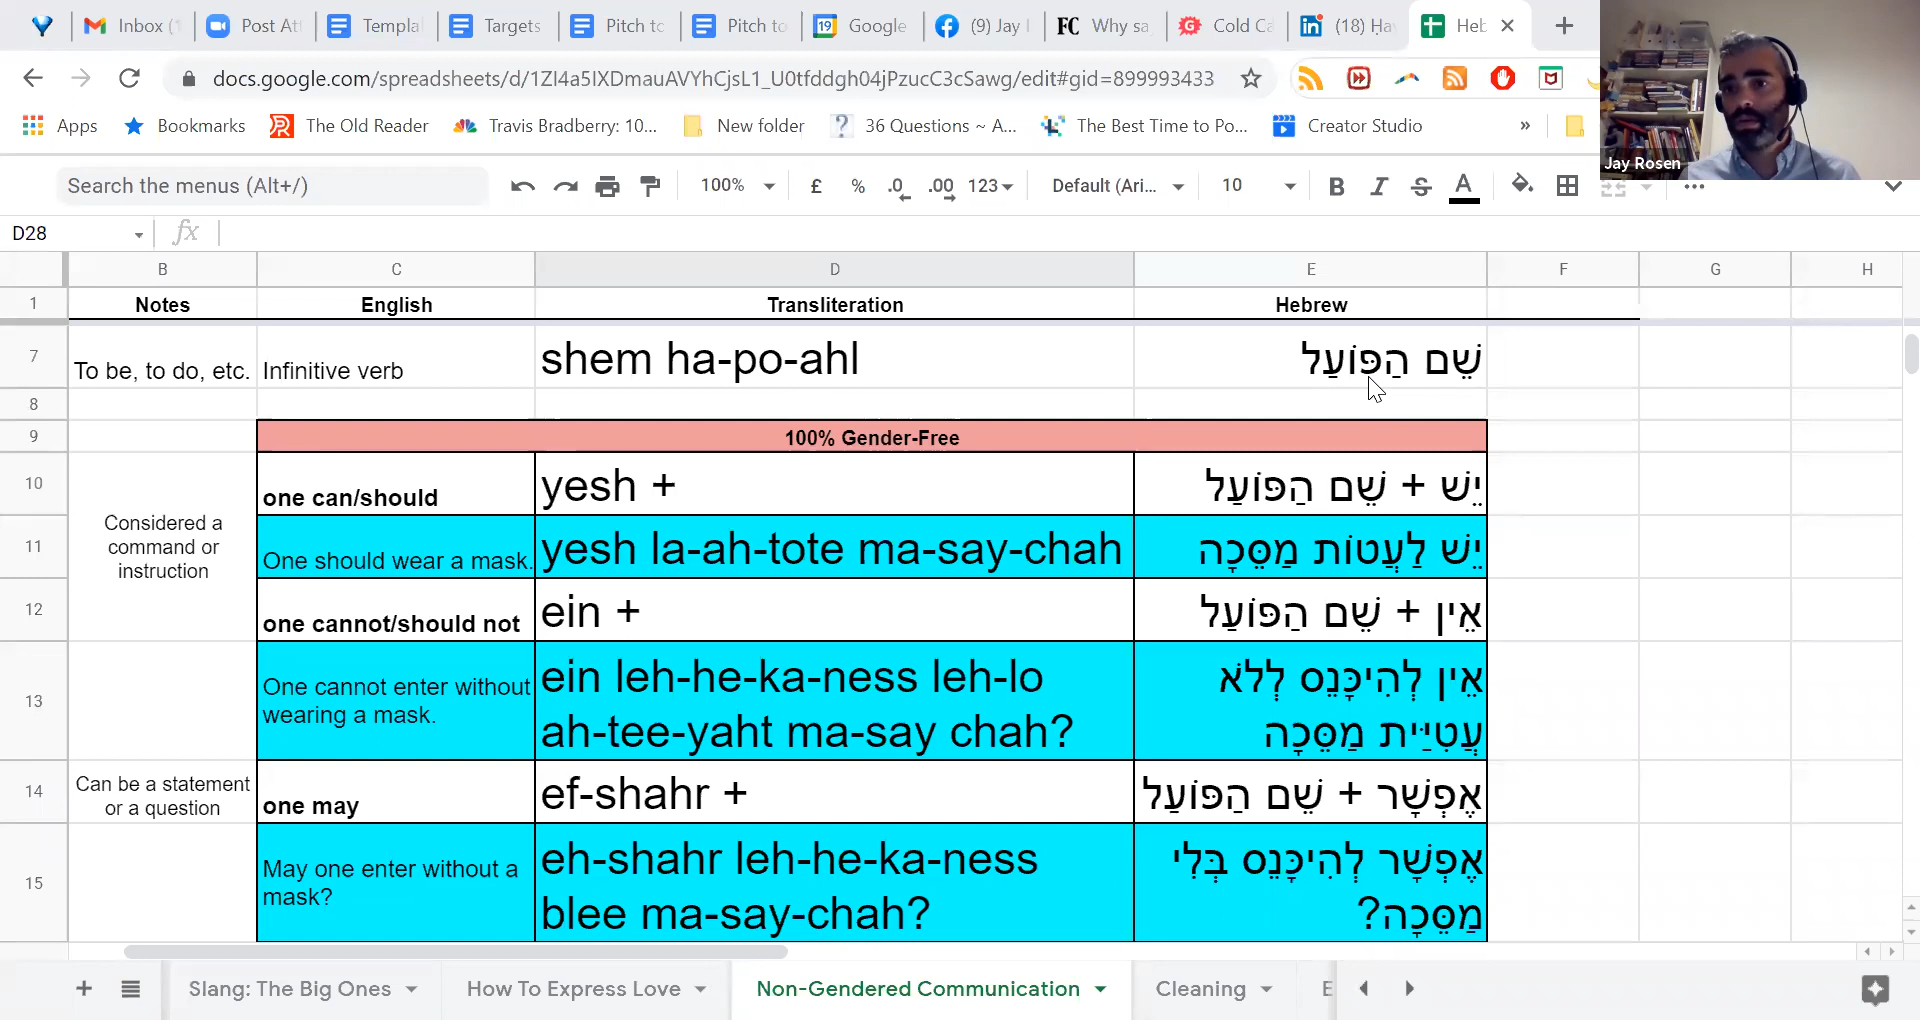 Inbox (1
Post Att
Templa
Targets
Pitch to
Pitch to
19
Google
(9) Jay
FC
Why sa
Cold Ca
(18)
Heb
docs.google.com/spreadsheets/d/1ZI4a5IXDmauAVYhCjsL1_U0tfddgh04jPzucC3cSawg/edit#gid=899993433
Apps
Bookmarks
The Old Reader
Travis Bradberry: 10...
New folder
36 Questions ~ A...
The Best Time to Po...
Creator Studio
»
Jay Rosen
Search the menus (Alt+/)
100%
£
%
.0
.00
123
Default (Ari...
10
B
I
S
A
D28
fx
B
C
D
E
F
G
H
1
Notes
English
Transliteration
Hebrew
7
To be, to do, etc.
Infinitive verb
shem ha-po-ahl
שֵׁם הַפּוֹעַל
8
9
100% Gender-Free
10
Considered a
command or
instruction
one can/should
yesh +
יֵשׁ + שֵׁם הַפּוֹעַל
11
One should wear a mask.
yesh la-ah-tote ma-say-chah
יֵשׁ לַעֲטוֹת מַסֵּכָה
12
one cannot/should not
ein +
אֵין + שֵׁם הַפּוֹעַל
13
One cannot enter without
wearing a mask.
ein leh-he-ka-ness leh-lo
ah-tee-yaht ma-say chah?
אֵין לְהִיכָּנֵס לְלֹא
עֲטִיַּית מַסֵּכָה
14
Can be a statement
or a question
one may
ef-shahr +
אֶפְשָׁר + שֵׁם הַפּוֹעַל
15
May one enter without a
mask?
eh-shahr leh-he-ka-ness
blee ma-say-chah?
אֶפְשָׁר לְהִיכָּנֵס בְּלִי
מַסֵּכָה?
Slang: The Big Ones
How To Express Love
Non-Gendered Communication
Cleaning
E